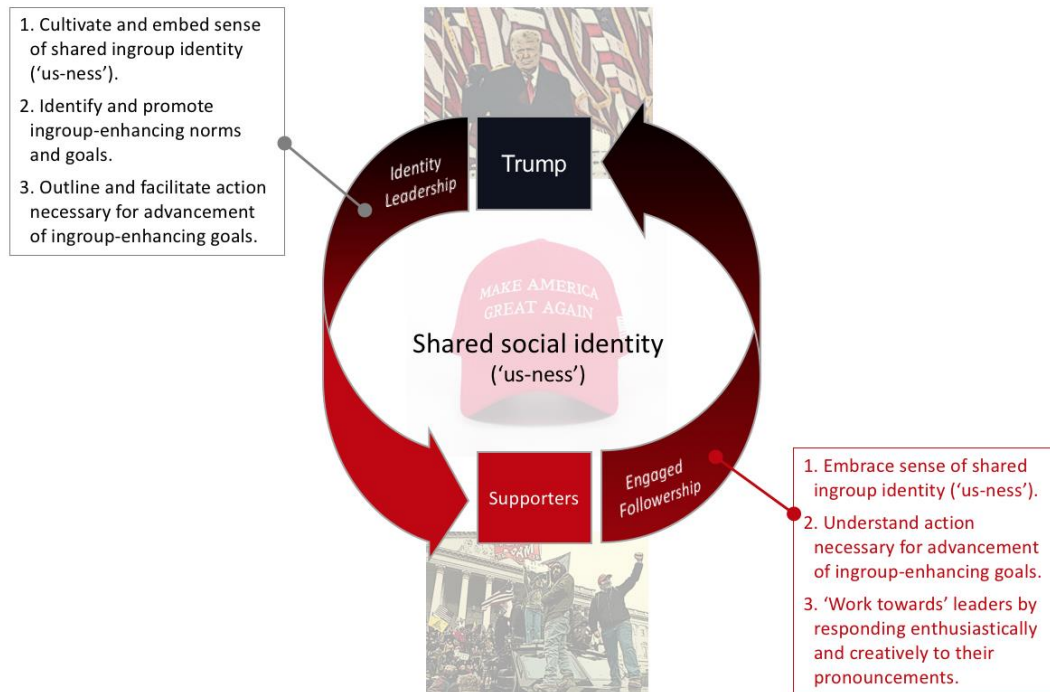 1. Cultivate and embed sense
of shared ingroup identity
('us-ness').
2. Identify and promote
ingroup-enhancing norms
and goals.
3. Outline and facilitate action
necessary for advancement
of ingroup-enhancing goals.
Identity
Leadership
Trump
MAKE AMERICA
GREAT AGAIN
Shared social identity
('us-ness')
Supporters
Engaged
Followership
1. Embrace sense of shared
ingroup identity ('us-ness').
2. Understand action
necessary for advancement
of ingroup-enhancing goals.
3. 'Work towards' leaders by
responding enthusiastically
and creatively to their
pronouncements.